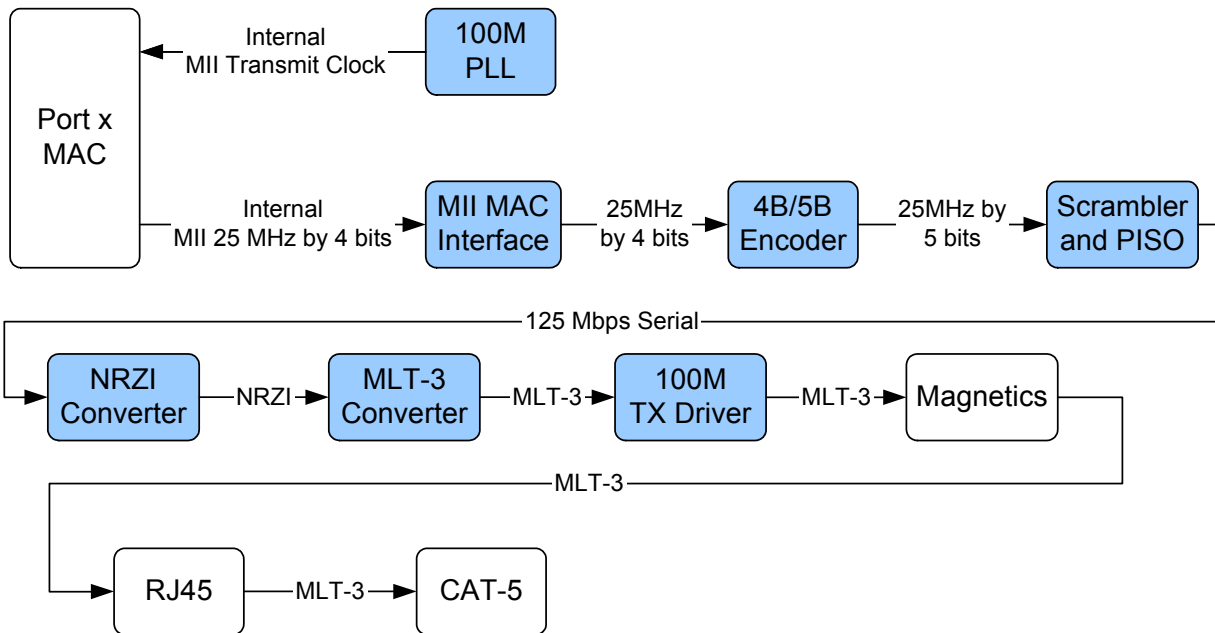 Port x
MAC
Internal
MII Transmit Clock
100M
PLL
Internal
MII 25 MHz by 4 bits
MII MAC
Interface
25MHz
by 4 bits
4B/5B
Encoder
25MHz by
5 bits
Scrambler
and PISO
125 Mbps Serial
NRZI
Converter
NRZI
MLT-3
Converter
MLT-3
100M
TX Driver
MLT-3
Magnetics
MLT-3
RJ45
MLT-3
CAT-5